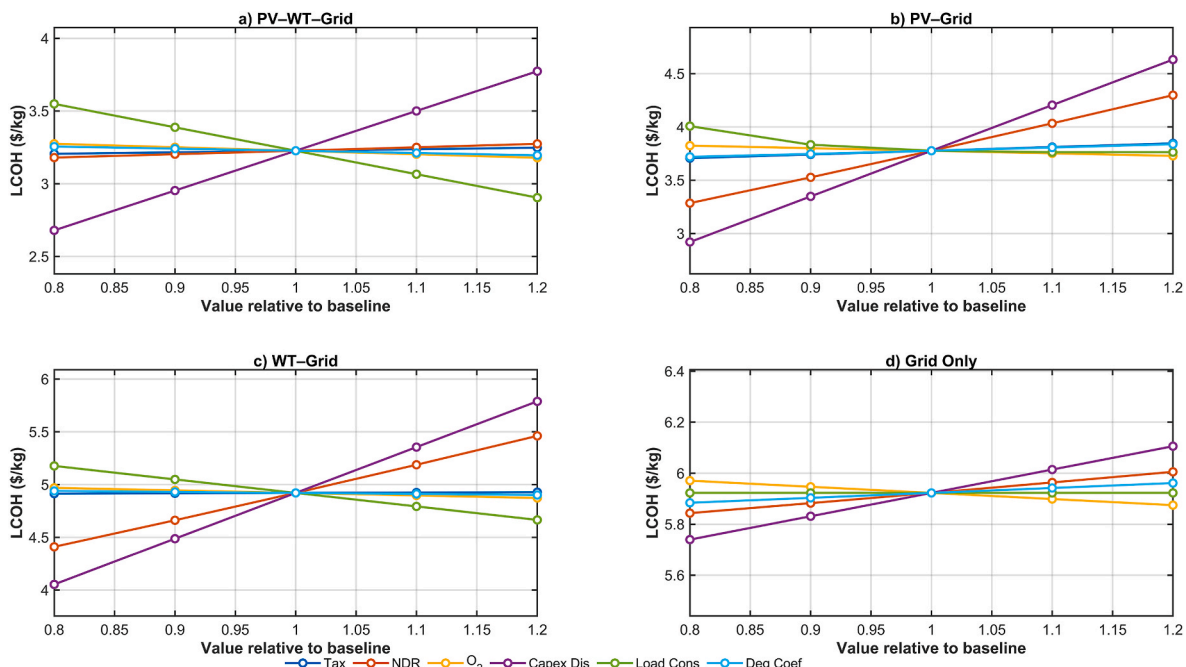 a) PV–WT–Grid
4
3.5
3
2.5
LCOH ($/kg)
0.8 0.85 0.9 0.95 1 1.05 1.1 1.15 1.2
Value relative to baseline
b) PV–Grid
4.5
4
3.5
3
LCOH ($/kg)
0.8 0.85 0.9 0.95 1 1.05 1.1 1.15 1.2
Value relative to baseline
c) WT–Grid
6
5.5
5
4.5
4
LCOH ($/kg)
0.8 0.85 0.9 0.95 1 1.05 1.1 1.15 1.2
Value relative to baseline
d) Grid Only
6.4
6.2
6
5.8
5.6
LCOH ($/kg)
0.8 0.85 0.9 0.95 1 1.05 1.1 1.15 1.2
Value relative to baseline
Tax NDR O₂ Capex Dis Load Cons Deg Coef